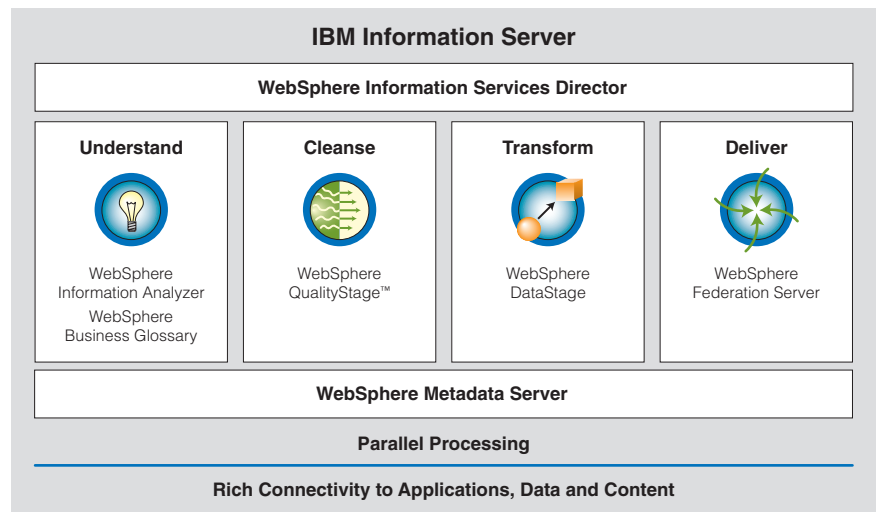 IBM Information Server
WebSphere Information Services Director
Understand
WebSphere
Information Analyzer
WebSphere
Business Glossary
Cleanse
WebSphere
QualityStage™
Transform
WebSphere
DataStage
Deliver
WebSphere
Federation Server
WebSphere Metadata Server
Parallel Processing
Rich Connectivity to Applications, Data and Content